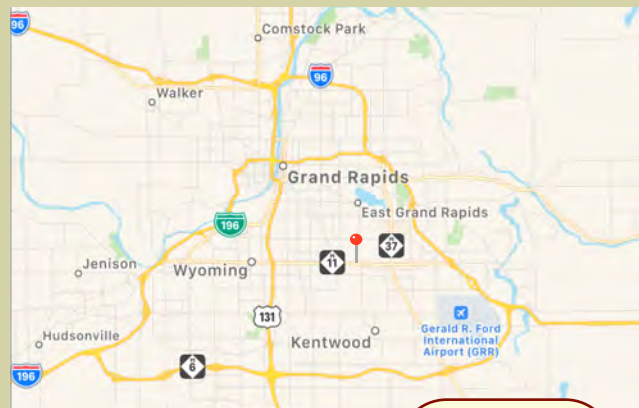 96
Comstock Park
96
Walker
Grand Rapids
East Grand Rapids
196
37
11
Jenison
Wyoming
131
Gerald R. Ford
International
Airport (GRR)
Hudsonville
Kentwood
M
6
196